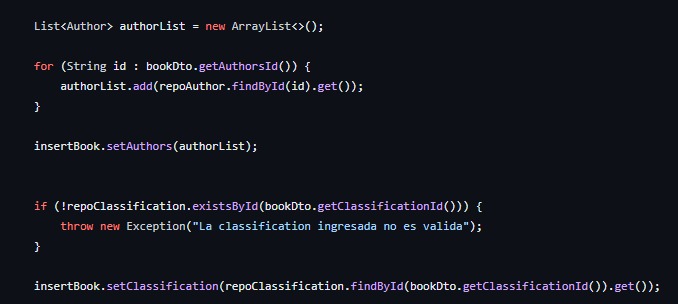 List<Author> authorList = new ArrayList<>();
for (String id : bookDto.getAuthorsId()) {
authorList.add(repoAuthor.findById(id).get());
}
insertBook.setAuthors(authorList);
if (!repoClassification.existsById(bookDto.getClassificationId())) {
throw new Exception("La classification ingresada no es valida");
}
insertBook.setClassification(repoClassification.findById(bookDto.getClassificationId()).get());